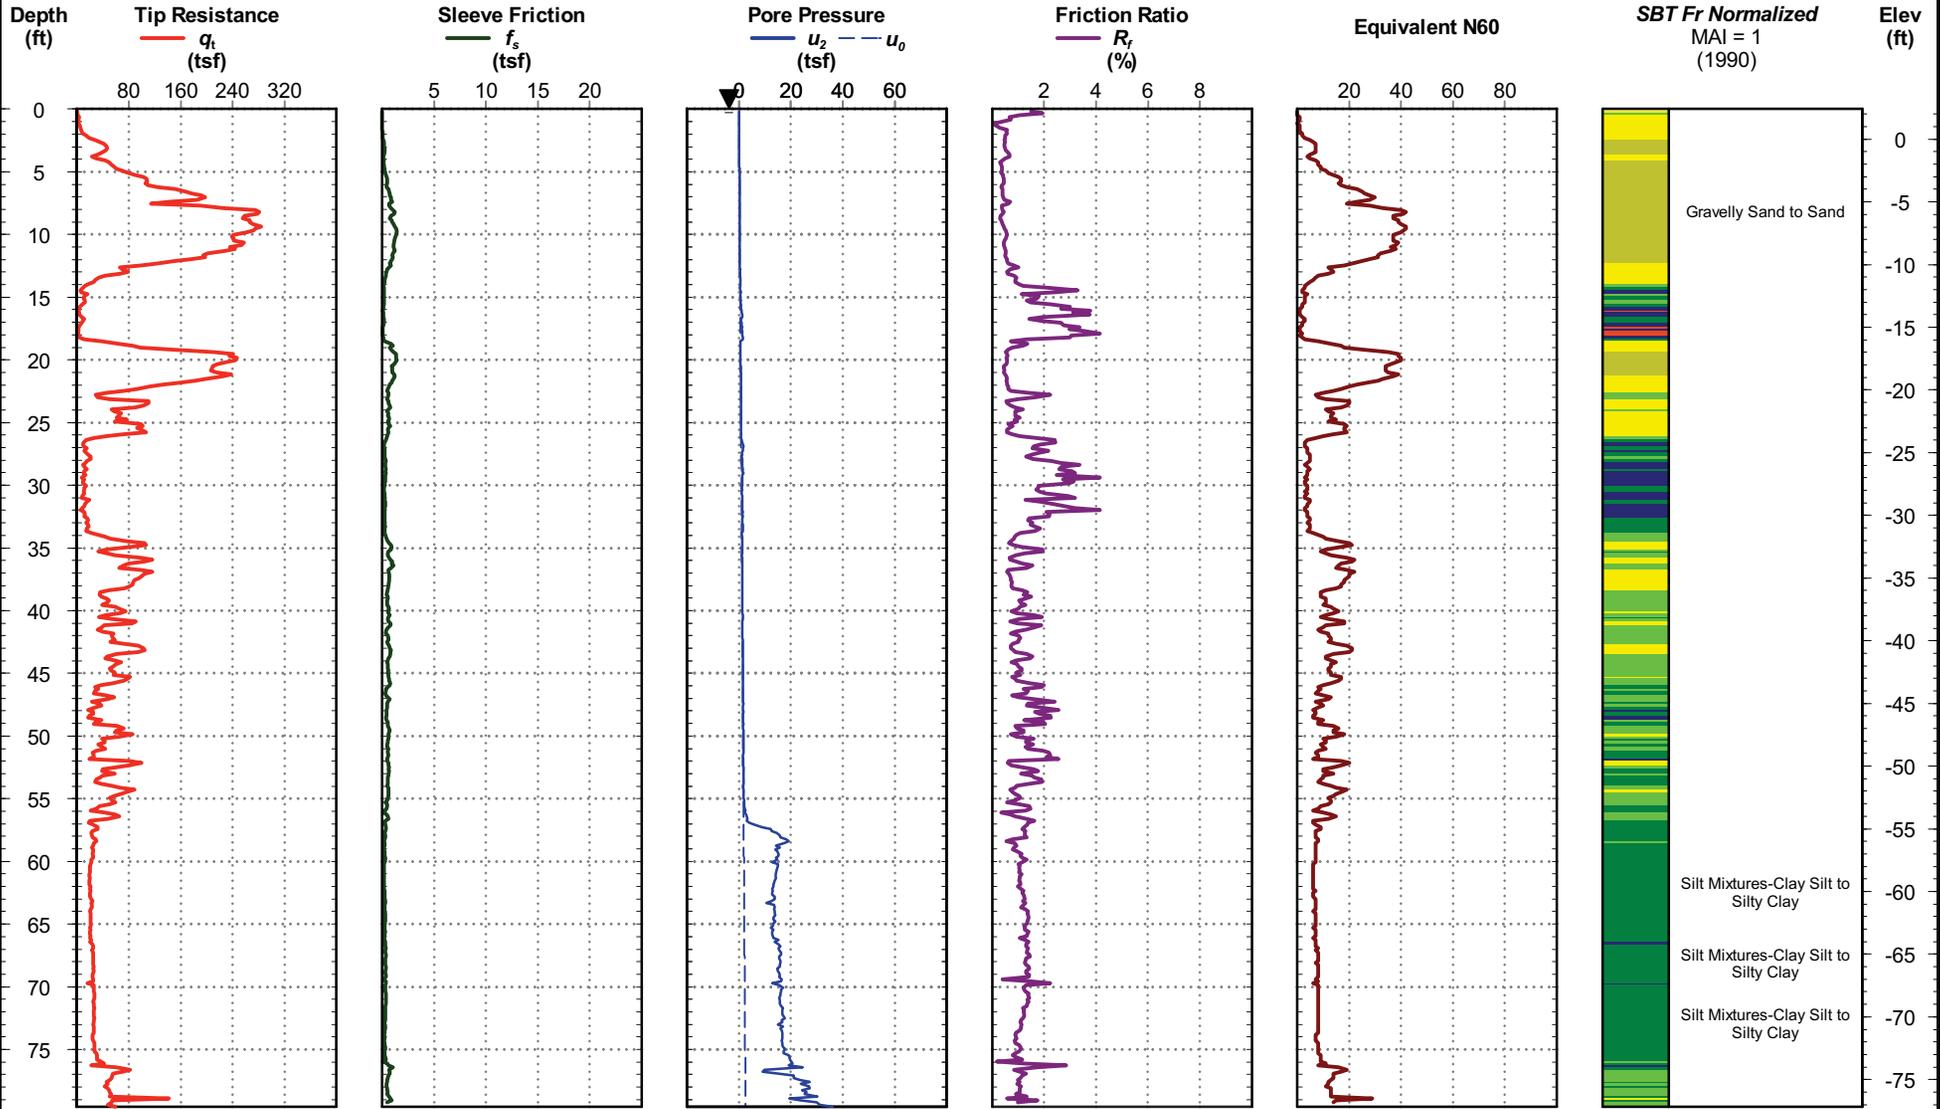 Depth
(ft)
Tip Resistance
qt
(tsf)
Sleeve Friction
fs
(tsf)
Pore Pressure
u2 u0
(tsf)
Friction Ratio
Rf
(%)
Equivalent N60
SBT Fr Normalized
MAI = 1
(1990)
Elev
(ft)
80 160 240 320
5 10 15 20
0 20 40 60
2 4 6 8
20 40 60 80
0
5
10
15
20
25
30
35
40
45
50
55
60
65
70
75
Gravelly Sand to Sand
Silt Mixtures-Clay Silt to
Silty Clay
Silt Mixtures-Clay Silt to
Silty Clay
Silt Mixtures-Clay Silt to
Silty Clay
0
-5
-10
-15
-20
-25
-30
-35
-40
-45
-50
-55
-60
-65
-70
-75